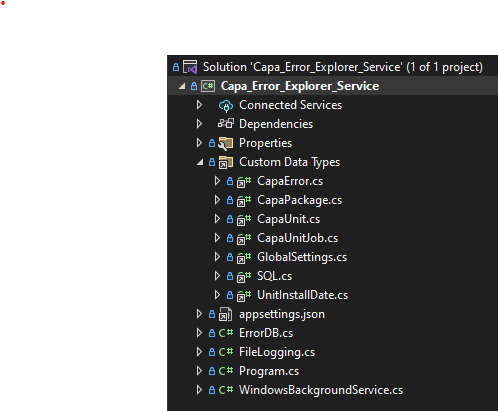 Solution 'Capa_Error_Explorer_Service' (1 of 1 project)
C# Capa_Error_Explorer_Service
Connected Services
Dependencies
Properties
Custom Data Types
C# CapaError.cs
C# CapaPackage.cs
C# CapaUnit.cs
C# CapaUnitJob.cs
C# GlobalSettings.cs
C# SQL.cs
C# UnitInstallDate.cs
appsettings.json
C# ErrorDB.cs
C# FileLogging.cs
C# Program.cs
C# WindowsBackgroundService.cs